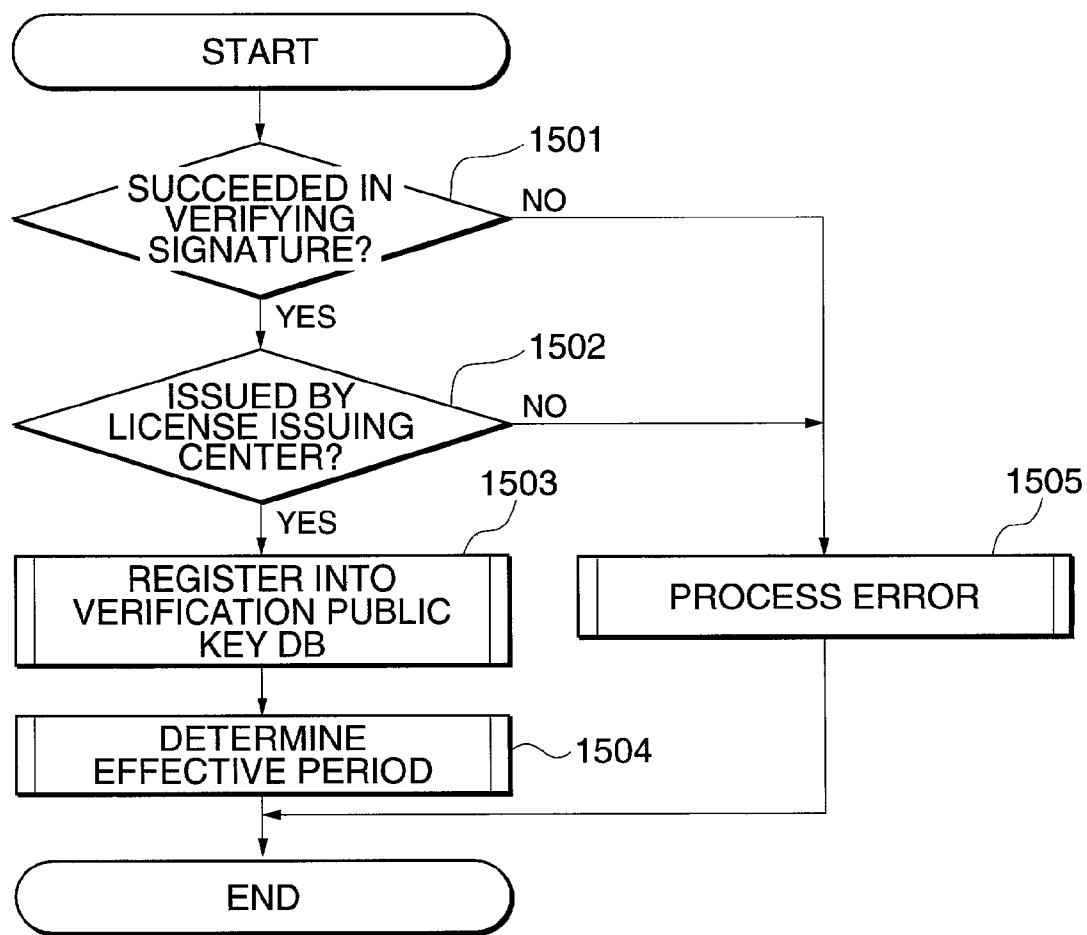 START
1501
SUCCEEDED IN
VERIFYING
SIGNATURE?
NO
YES
1502
ISSUED BY
LICENSE ISSUING
CENTER?
NO
YES
1503
REGISTER INTO
VERIFICATION PUBLIC
KEY DB
1505
PROCESS ERROR
DETERMINE
EFFECTIVE PERIOD
1504
END